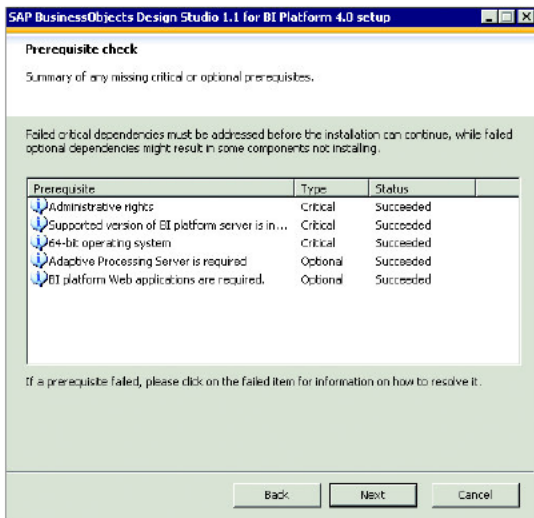 SAP BusinessObjects Design Studio 1.1 for BI Platform 4.0 setup
Prerequisite check
Summary of any missing critical or optional prerequisites.
Failed critical dependencies must be addressed before the installation can continue, while failed
optional dependencies might result in some components not installing.
Prerequisite Type Status
Administrative rights Critical Succeeded
Supported version of BI platform server is in... Critical Succeeded
64-bit operating system Critical Succeeded
Adaptive Processing Server is required Optional Succeeded
BI platform Web applications are required. Optional Succeeded
If a prerequisite failed, please click on the failed item for information on how to resolve it.
Back Next Cancel